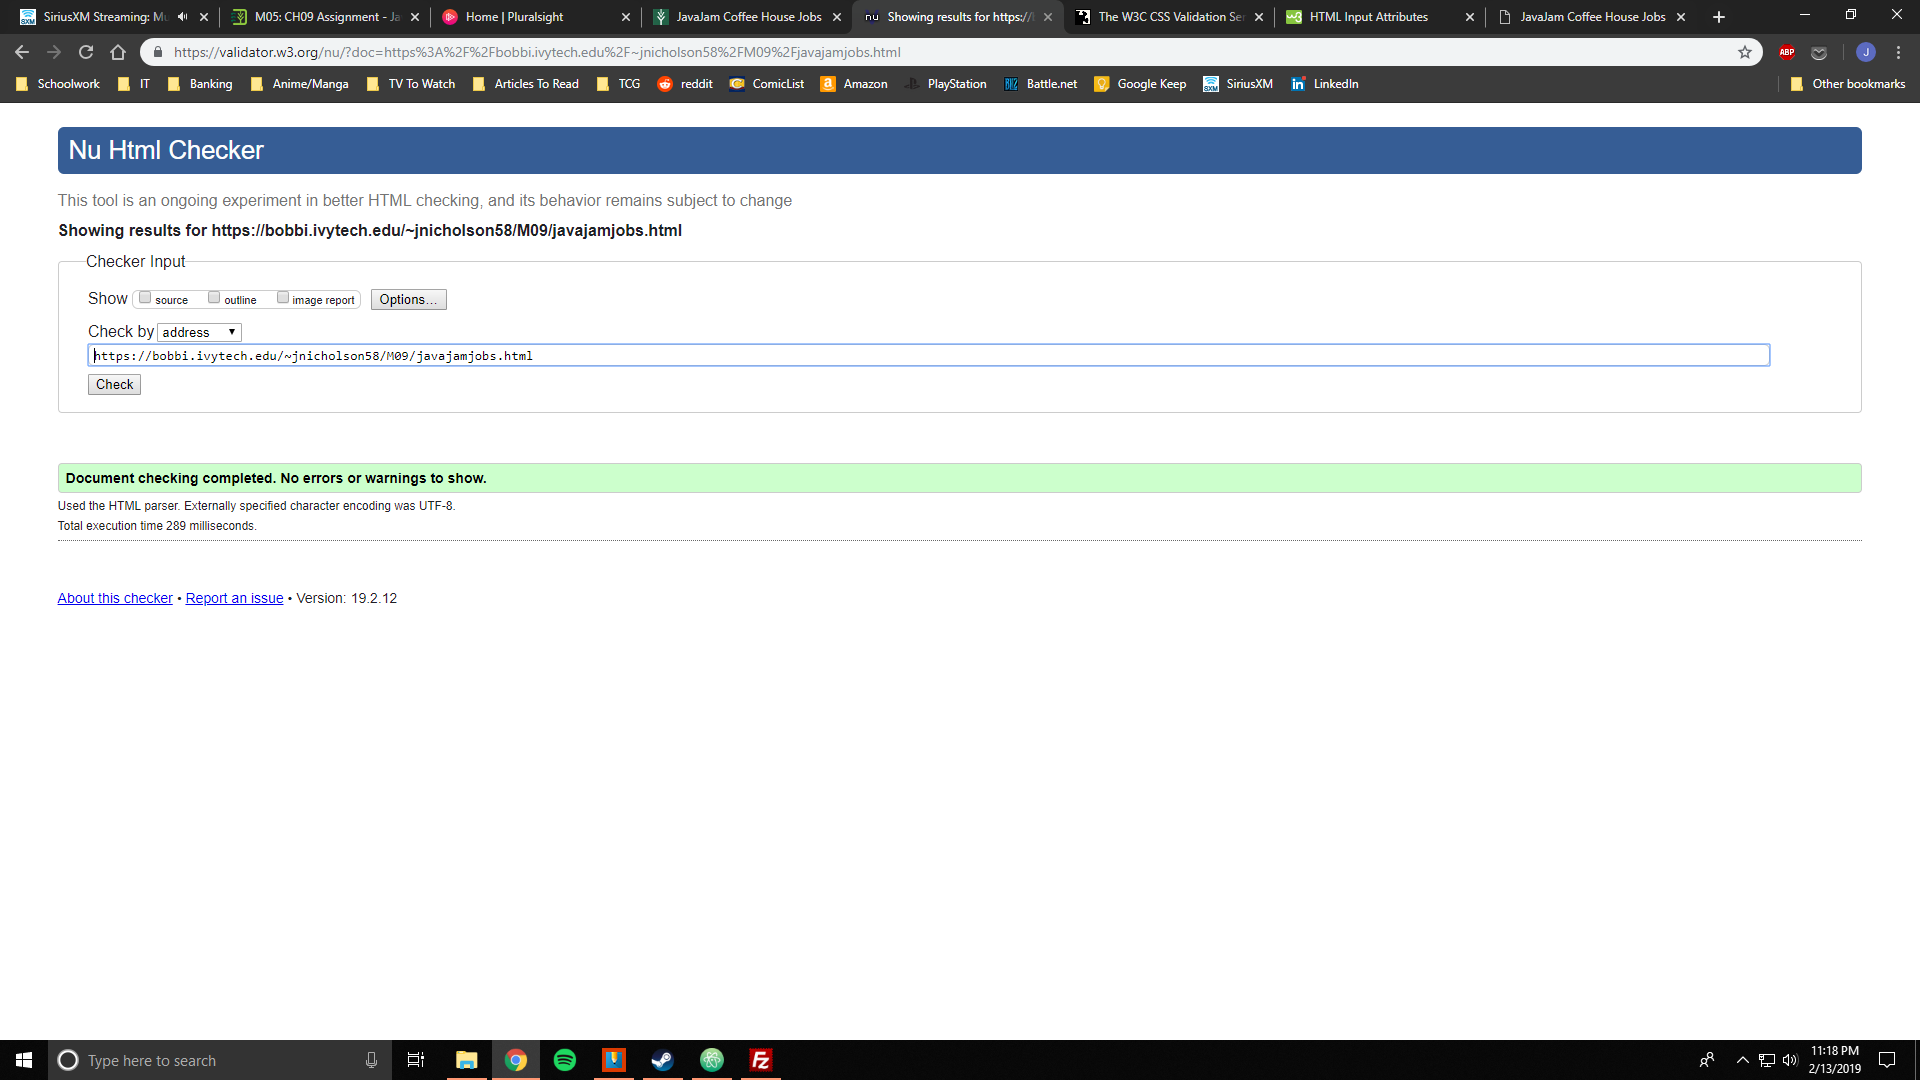 SiriusXM Streaming: Mu
M05: CH09 Assignment - Ja
Home | Pluralsight
JavaJam Coffee House Jobs
nu Showing results for https://
The W3C CSS Validation Ser
w3 HTML Input Attributes
JavaJam Coffee House Jobs
https://validator.w3.org/nu/?doc=https%3A%2F%2Fbobbi.ivytech.edu%2F~jnicholson58%2FM09%2Fjavajamjobs.html
ABP
J
Schoolwork
IT
Banking
Anime/Manga
TV To Watch
Articles To Read
TCG
reddit
ComicList
Amazon
PlayStation
Battle.net
Google Keep
SiriusXM
LinkedIn
Other bookmarks
Nu Html Checker
This tool is an ongoing experiment in better HTML checking, and its behavior remains subject to change
Showing results for https://bobbi.ivytech.edu/~jnicholson58/M09/javajamjobs.html
Checker Input
Show source outline image report Options...
Check by address
https://bobbi.ivytech.edu/~jnicholson58/M09/javajamjobs.html
Check
Document checking completed. No errors or warnings to show.
Used the HTML parser. Externally specified character encoding was UTF-8.
Total execution time 289 milliseconds.
About this checker • Report an issue • Version: 19.2.12
Type here to search
11:18 PM
2/13/2019